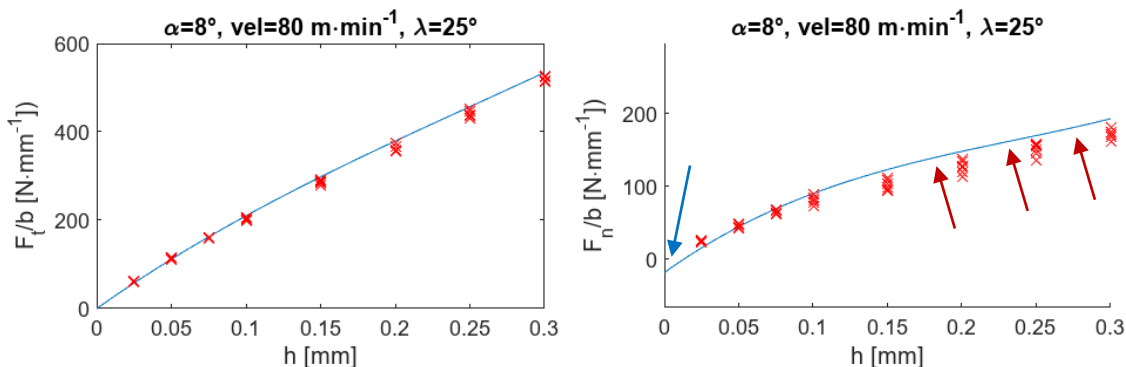 α=8°, vel=80 m·min⁻¹, λ=25°
600
400
200
0
F_t/b [N·mm⁻¹])
0 0.05 0.1 0.15 0.2 0.25 0.3
h [mm]
α=8°, vel=80 m·min⁻¹, λ=25°
200
100
0
F_n/b [N·mm⁻¹])
0 0.05 0.1 0.15 0.2 0.25 0.3
h [mm]